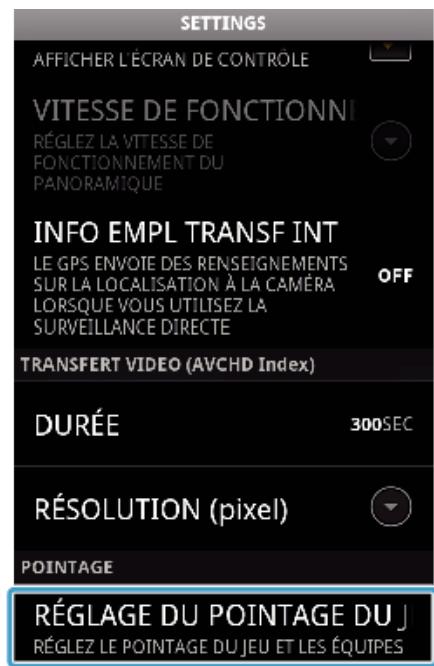 SETTINGS
AFFICHER L'ÉCRAN DE CONTRÔLE
VITESSE DE FONCTIONNE
RÉGLEZ LA VITESSE DE
FONCTIONNEMENT DU
PANORAMIQUE
INFO EMPL TRANSF INT
LE GPS ENVOIE DES RENSEIGNEMENTS
SUR LA LOCALISATION À LA CAMÉRA
LORSQUE VOUS UTILISEZ LA
SURVEILLANCE DIRECTE
OFF
TRANSFERT VIDEO (AVCHD Index)
DURÉE
300SEC
RÉSOLUTION (pixel)
POINTAGE
RÉGLAGE DU POINTAGE DU J
RÉGLEZ LE POINTAGE DU JEU ET LES ÉQUIPES